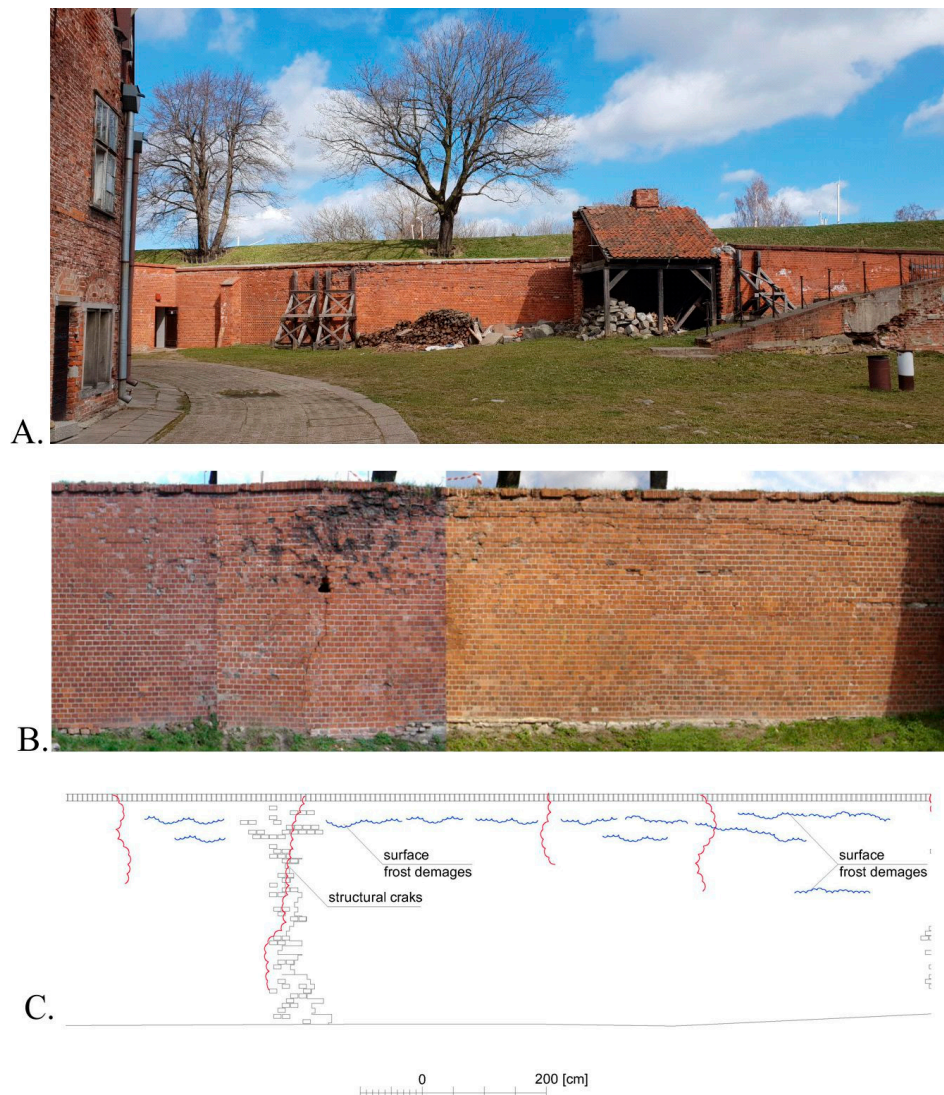 A.
B.
surface
frost demages
surface
frost demages
structural craks
C.
0 200 [cm]